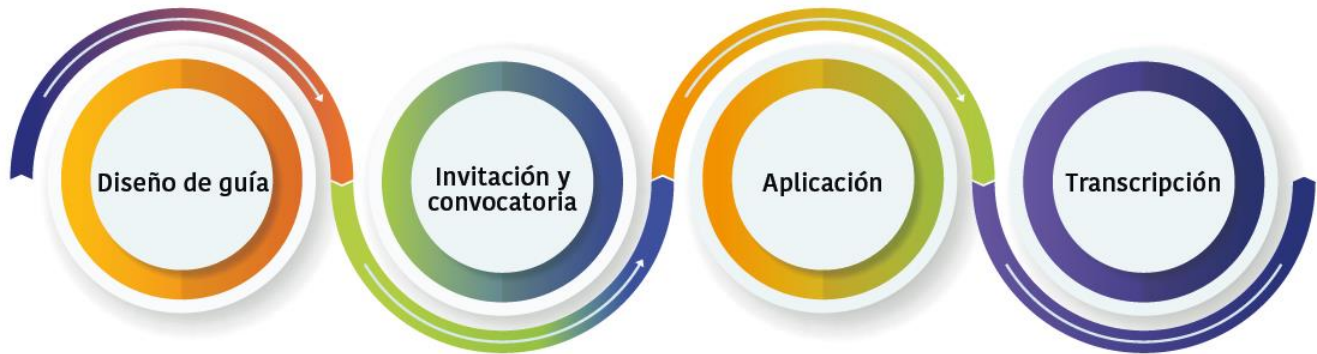 Diseño de guía
Invitación y
convocatoria
Aplicación
Transcripción